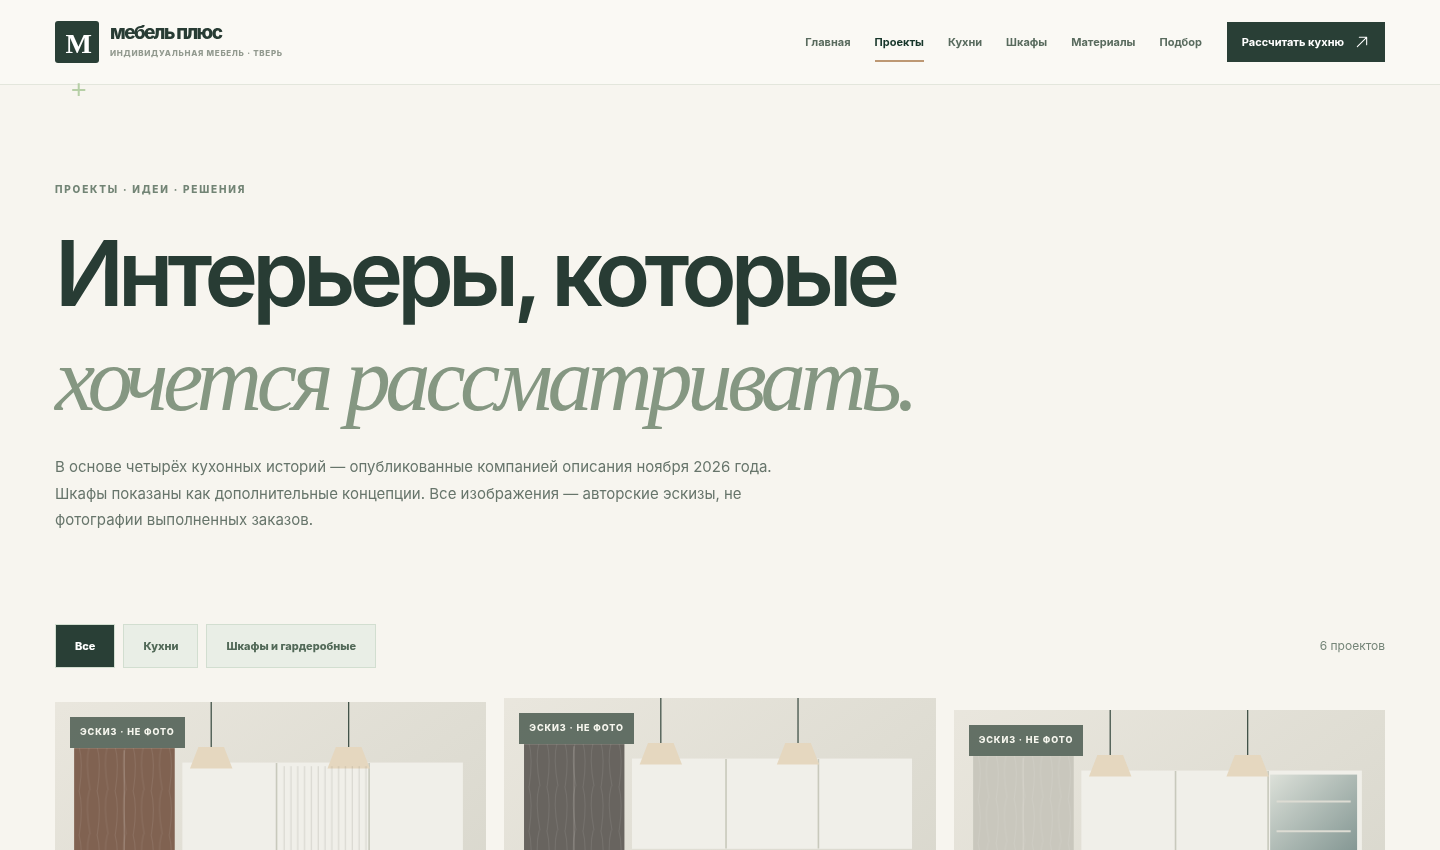 M
мебель плюс
ИНДИВИДУАЛЬНАЯ МЕБЕЛЬ · ТВЕРЬ
Главная
Проекты
Кухни
Шкафы
Материалы
Подбор
Рассчитать кухню
ПРОЕКТЫ · ИДЕИ · РЕШЕНИЯ
Интерьеры, которые
хочется рассматривать.
В основе четырёх кухонных историй — опубликованные компанией описания ноября 2026 года.
Шкафы показаны как дополнительные концепции. Все изображения — авторские эскизы, не
фотографии выполненных заказов.
Все
Кухни
Шкафы и гардеробные
6 проектов
ЭСКИЗ · НЕ ФОТО
ЭСКИЗ · НЕ ФОТО
ЭСКИЗ · НЕ ФОТО